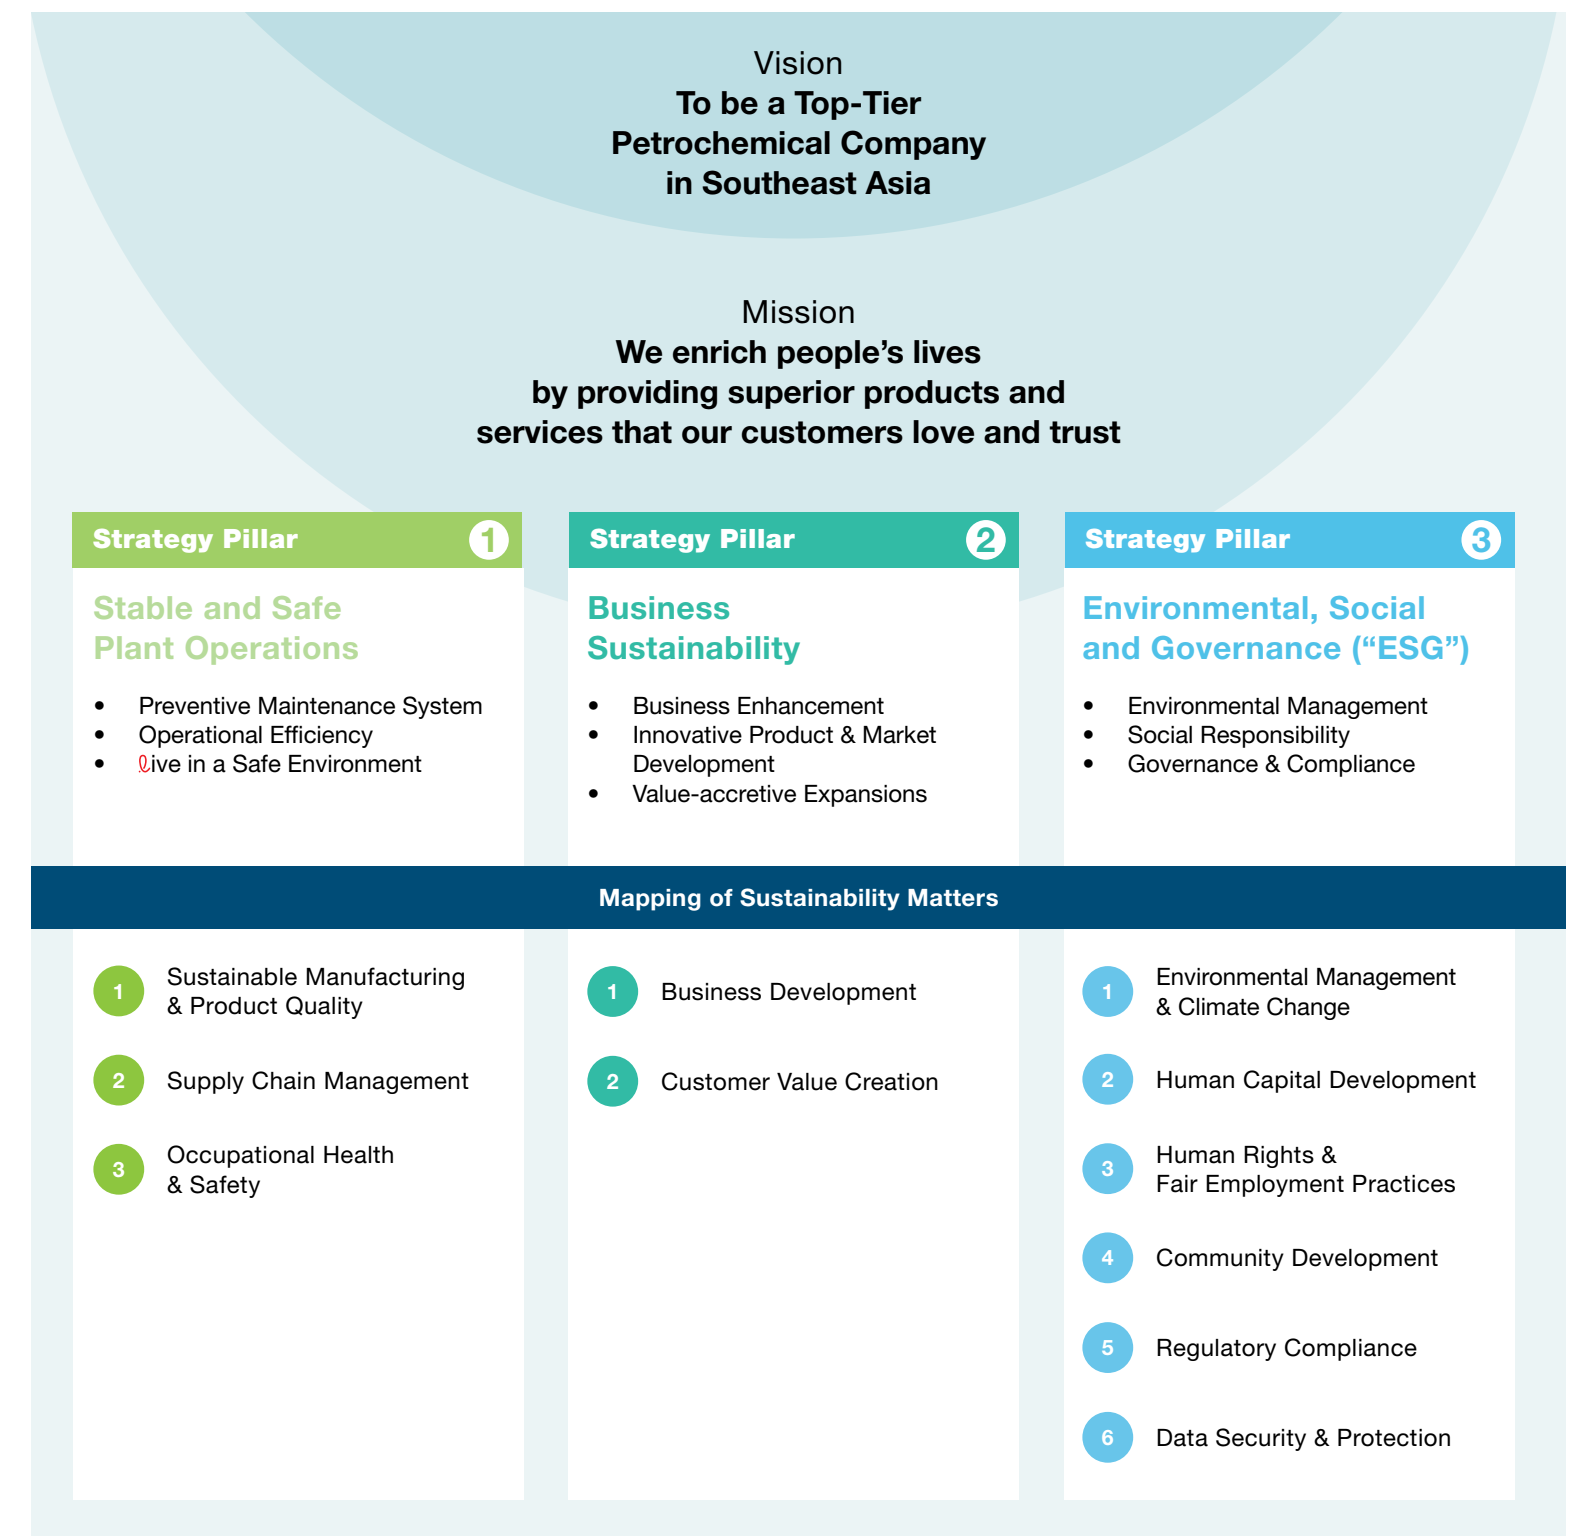 Vision
To be a Top-Tier
Petrochemical Company
in Southeast Asia
Mission
We enrich people’s lives
by providing superior products and
services that our customers love and trust
Strategy Pillar 1
Stable and Safe
Plant Operations
• Preventive Maintenance System
• Operational Efficiency
• live in a Safe Environment
Strategy Pillar 2
Business
Sustainability
• Business Enhancement
• Innovative Product & Market
Development
• Value-accretive Expansions
Strategy Pillar 3
Environmental, Social
and Governance (“ESG”)
• Environmental Management
• Social Responsibility
• Governance & Compliance
Mapping of Sustainability Matters
1 Sustainable Manufacturing
& Product Quality
2 Supply Chain Management
3 Occupational Health
& Safety
1 Business Development
2 Customer Value Creation
1 Environmental Management
& Climate Change
2 Human Capital Development
3 Human Rights &
Fair Employment Practices
4 Community Development
5 Regulatory Compliance
6 Data Security & Protection